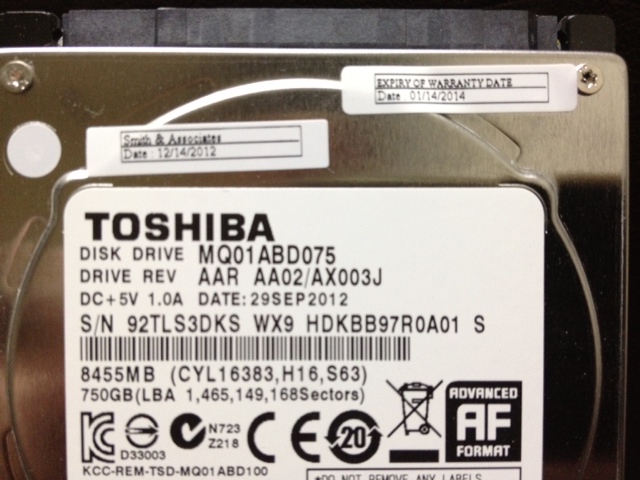 EXPIRY OF WARRANTY DATE
Date 01/14/2014
Smith & Associates
Date : 12/14/2012
TOSHIBA
DISK DRIVE MQ01ABD075
DRIVE REV AAR AA02/AX003J
DC+5V 1.0A DATE:29SEP2012
S/N 92TLS3DKS WX9 HDKBB97R0A01 S
8455MB (CYL16383,H16,S63)
750GB(LBA 1,465,149,168Sectors)
D33003
N723
Z218
CE
20
ADVANCED
AF
FORMAT
KCC-REM-TSD-MQ01ABD100
*DO NOT REMOVE ANY LABELS